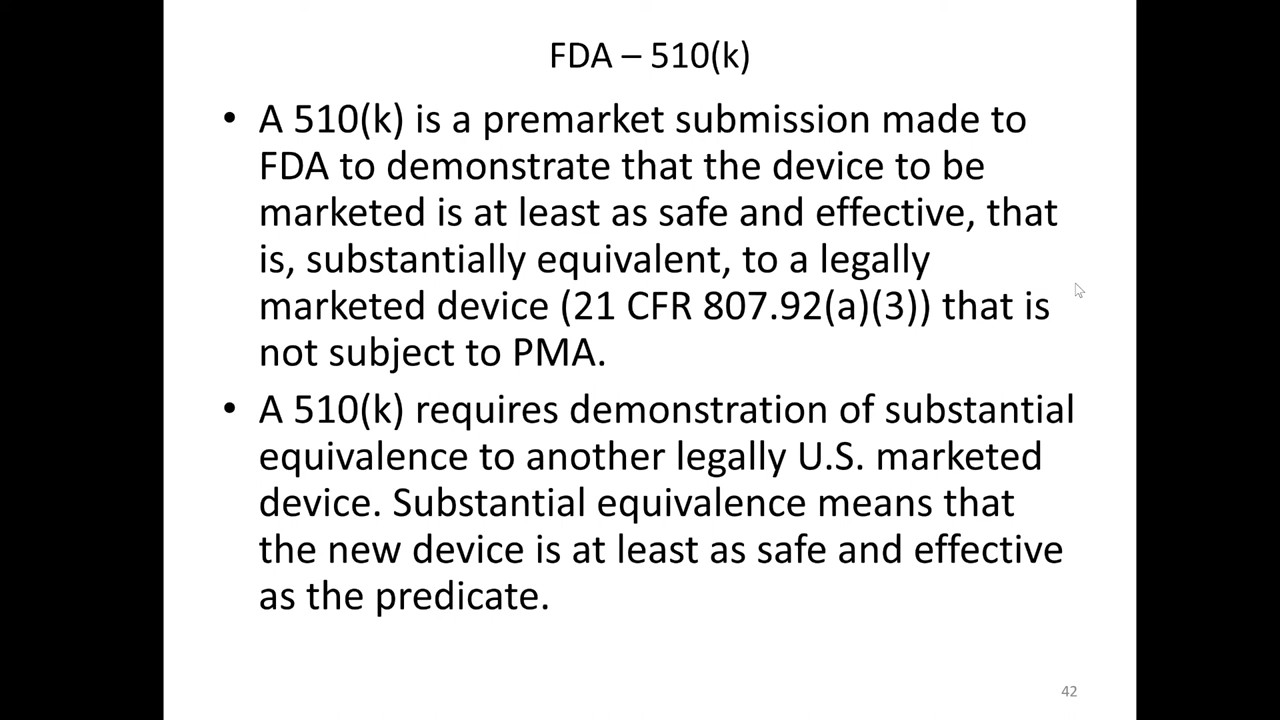 FDA – 510(k)
• A 510(k) is a premarket submission made to
FDA to demonstrate that the device to be
marketed is at least as safe and effective, that
is, substantially equivalent, to a legally
marketed device (21 CFR 807.92(a)(3)) that is
not subject to PMA.
• A 510(k) requires demonstration of substantial
equivalence to another legally U.S. marketed
device. Substantial equivalence means that
the new device is at least as safe and effective
as the predicate.
42